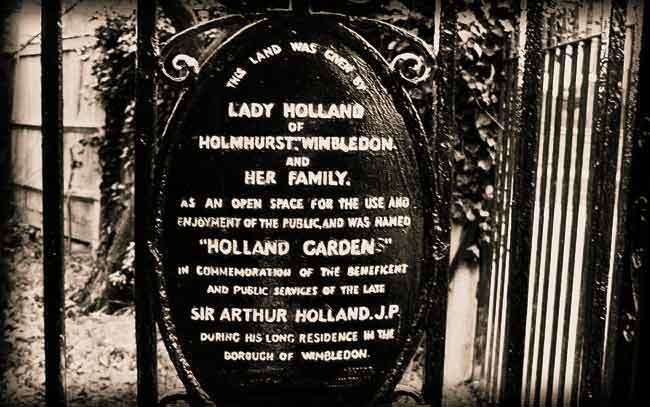 THIS LAND WAS GIVEN BY
LADY HOLLAND
OF
"HOLMHURST," WIMBLEDON.
AND
HER FAMILY.
AS AN OPEN SPACE FOR THE USE AND
ENJOYMENT OF THE PUBLIC, AND WAS NAMED
"HOLLAND GARDENS"
IN COMMEMORATION OF THE BENEFICENT
AND PUBLIC SERVICES OF THE LATE
SIR ARTHUR HOLLAND. J.P.
DURING HIS LONG RESIDENCE IN THE
BOROUGH OF WIMBLEDON.